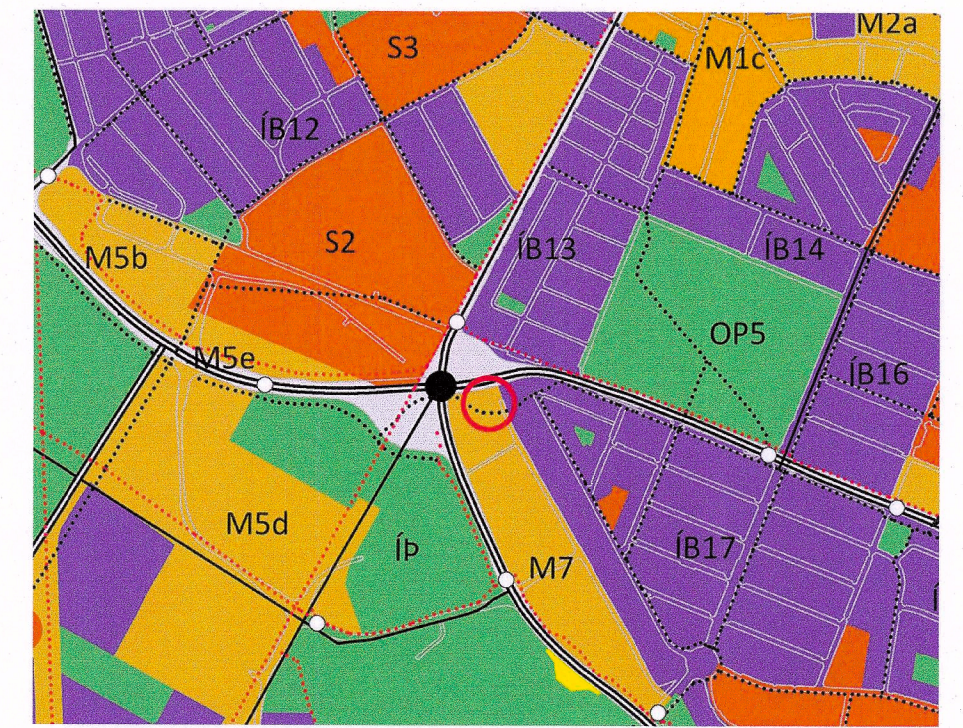 M2a
S3
M1c
ÍB12
S2
ÍB13
ÍB14
M5b
OP5
M5e
ÍB16
M5d
ÍÞ
M7
ÍB17
Í